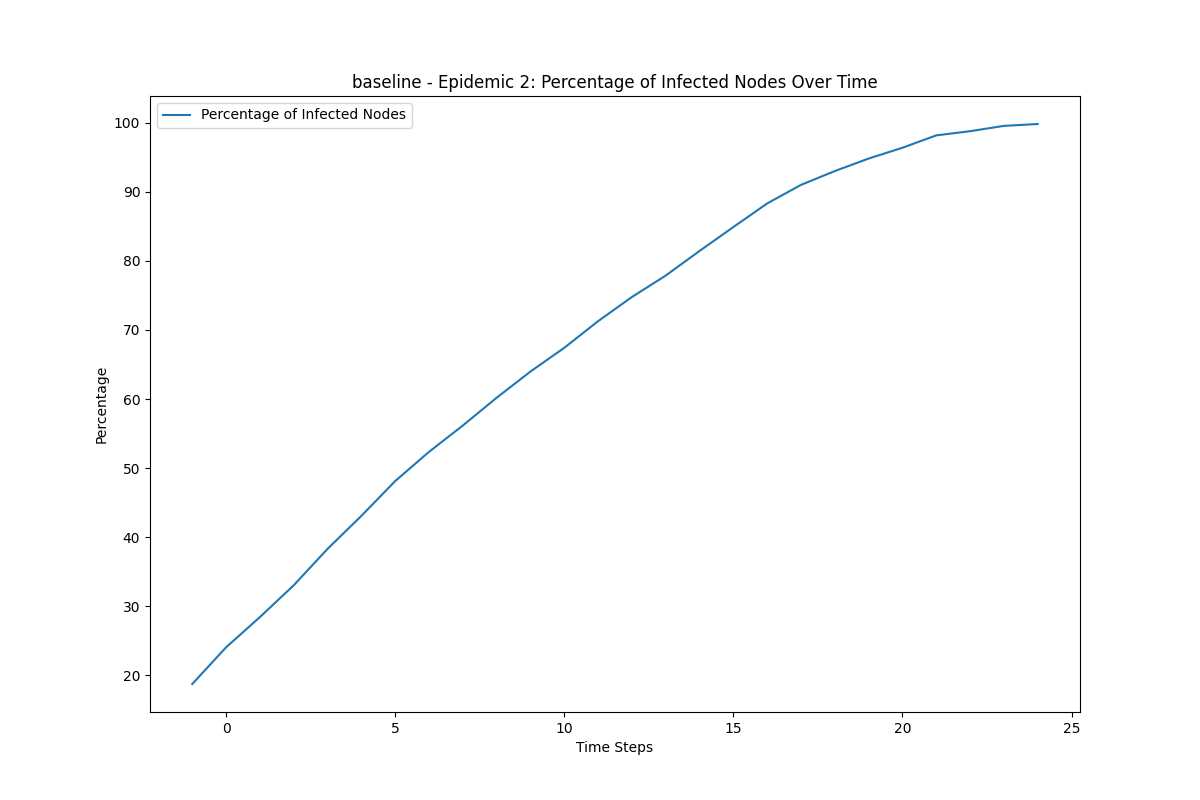 baseline - Epidemic 2: Percentage of Infected Nodes Over Time
Percentage of Infected Nodes
100
90
80
70
60
50
40
30
20
Percentage
0 5 10 15 20 25
Time Steps